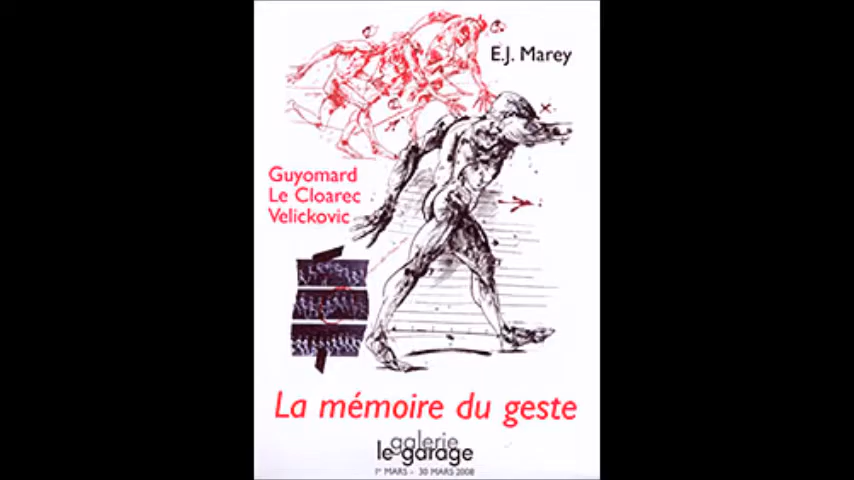 E.J. Marey
Guyomard
Le Cloarec
Velickovic
La mémoire du geste
galerie
le garage
1er MARS - 30 MARS 2008